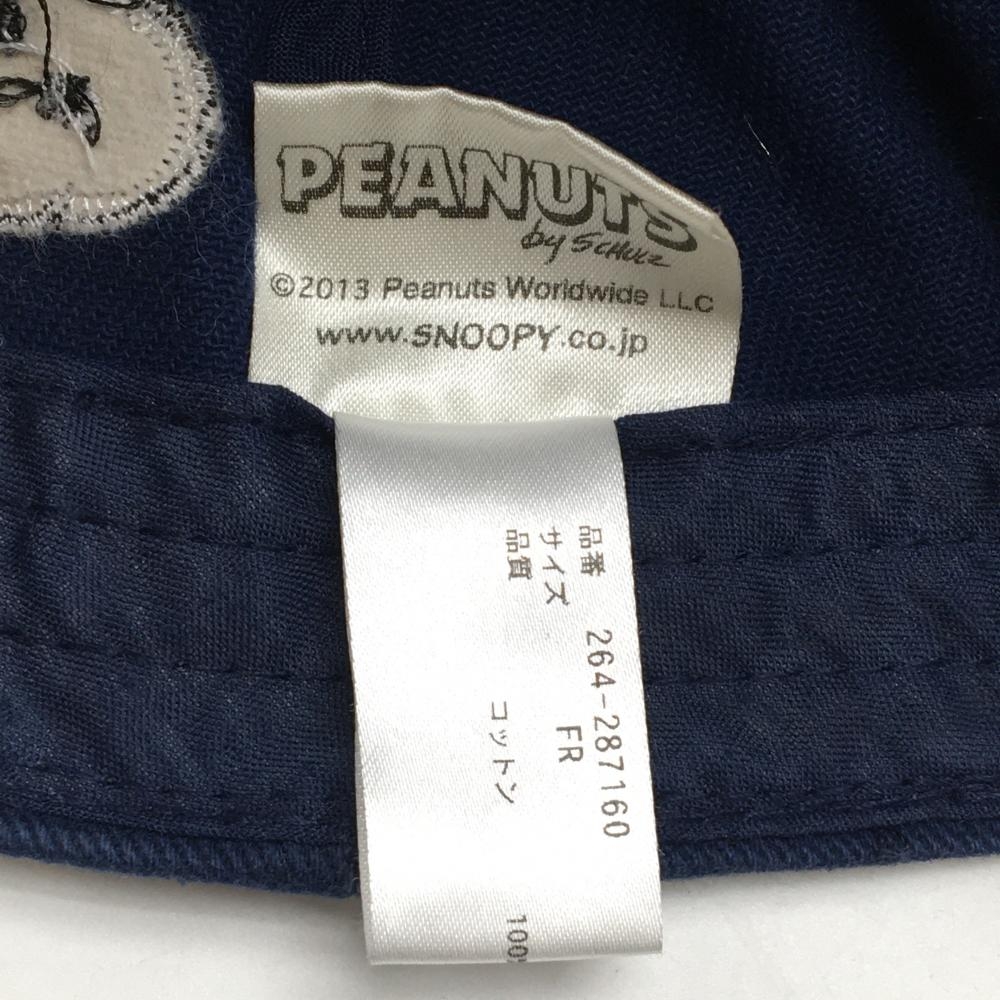 PEANUTS
by SCHULZ
©2013 Peanuts Worldwide LLC
www.SNOOPY.co.jp
品番 264-287160
サイズ FR
品質 コットン 100